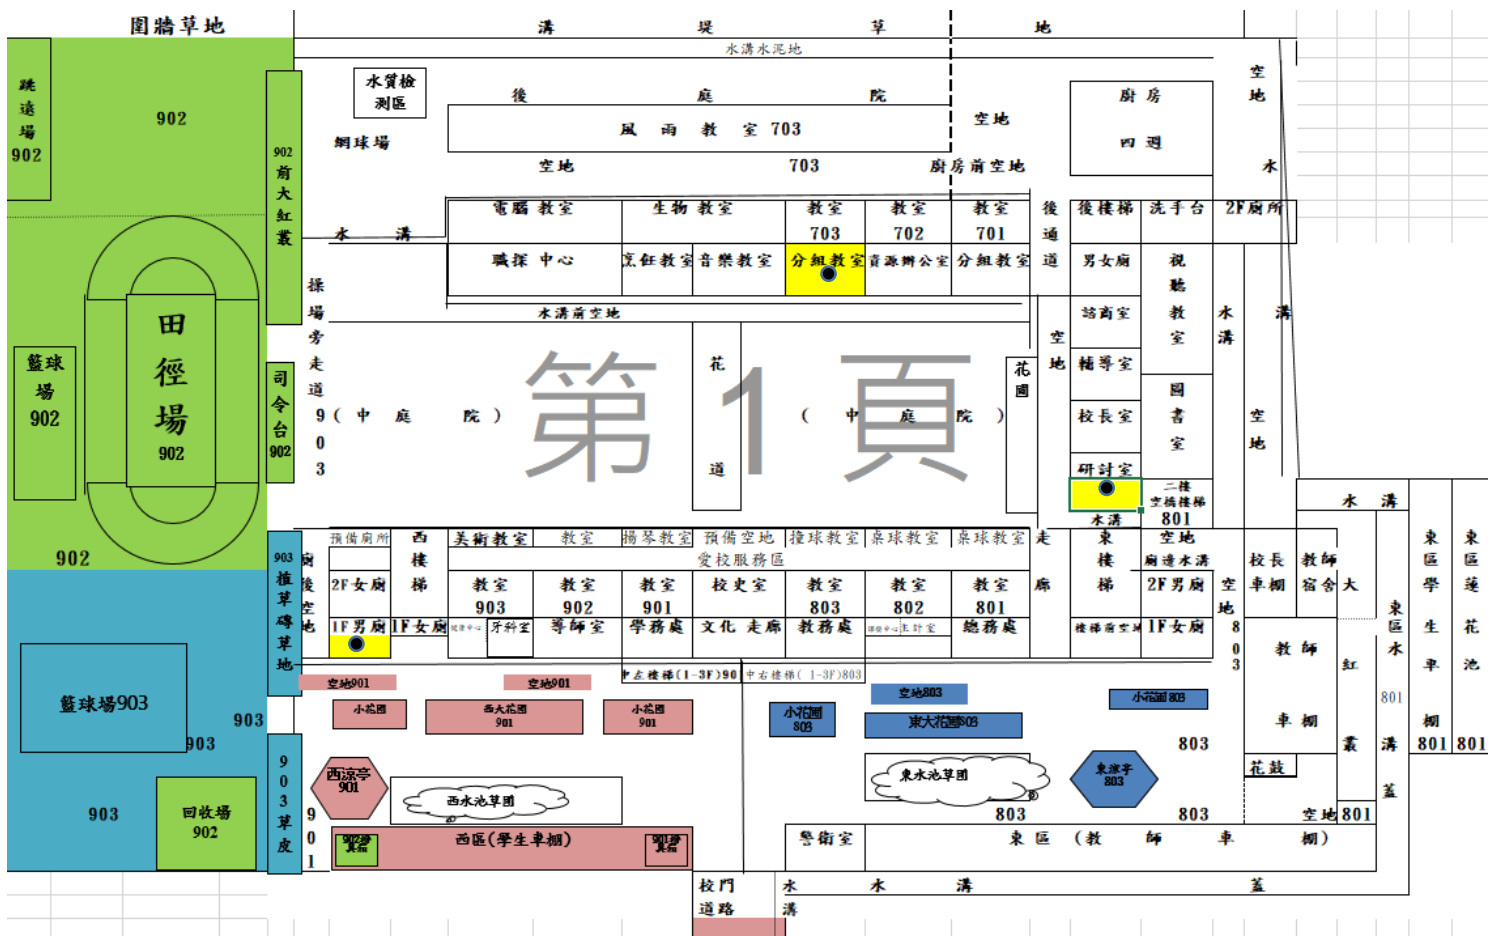 圍牆草地
溝 堤 草 地
水溝水泥地
跳遠場902
902
902前大紅叢
水質檢測區
網球場
後 庭 院
風 雨 教 室 703
空地 703 廚房前空地
空地
廚 房
四 週
空地
水
水 溝
電腦教室
生物教室
教室703
教室702
教室701
後通道
後樓梯
洗手台
2F廁所
職探中心
烹飪教室
音樂教室
分組教室
資源辦公室
分組教室
男女廁
視聽教室
水溝
溝
水溝前空地
操場旁走道903
田徑場902
籃球場902
司令台902
(中 庭 院)
花 道
第1頁
(中 庭 院)
花圃
空地
諮商室
輔導室
校長室
研討室
圖書室
空地
二樓空橋樓梯801
水溝
902
903植草磚草地
廁後空地
預備廁所
西樓梯
美術教室
教室
揚琴教室
預備空地
撞球教室
桌球教室
桌球教室
愛校服務區
走廊
東樓梯
空地
廁邊水溝
校長車棚
教師宿舍
大
水 溝
東區學生車棚801
東區蓮花池801
2F女廁
教室903
教室902
教室901
校史室
教室803
教室802
教室801
2F男廁
空地803
1F男廁
1F女廁
牙科室
導師室
學務處
文化走廊
教務處
主計室
總務處
樓梯前空地
1F女廁
教 師
車 棚
紅
叢
東區水
801
溝
蓋
中左樓梯(1-3F)901
中右樓梯(1-3F)803
空地901
空地901
空地803
小花圃803
小花圃
西大花圃901
小花圃901
小花圃803
東大花圃803
籃球場903
903
903
803
花鼓
903草皮
西涼亭901
西水池草圃
東水池草圃
東涼亭803
903
回收場902
901
803
803
空地801
西區(學生車棚)
警衛室
東 區 (教 師 車 棚)
校門道路
水溝
水 溝 蓋